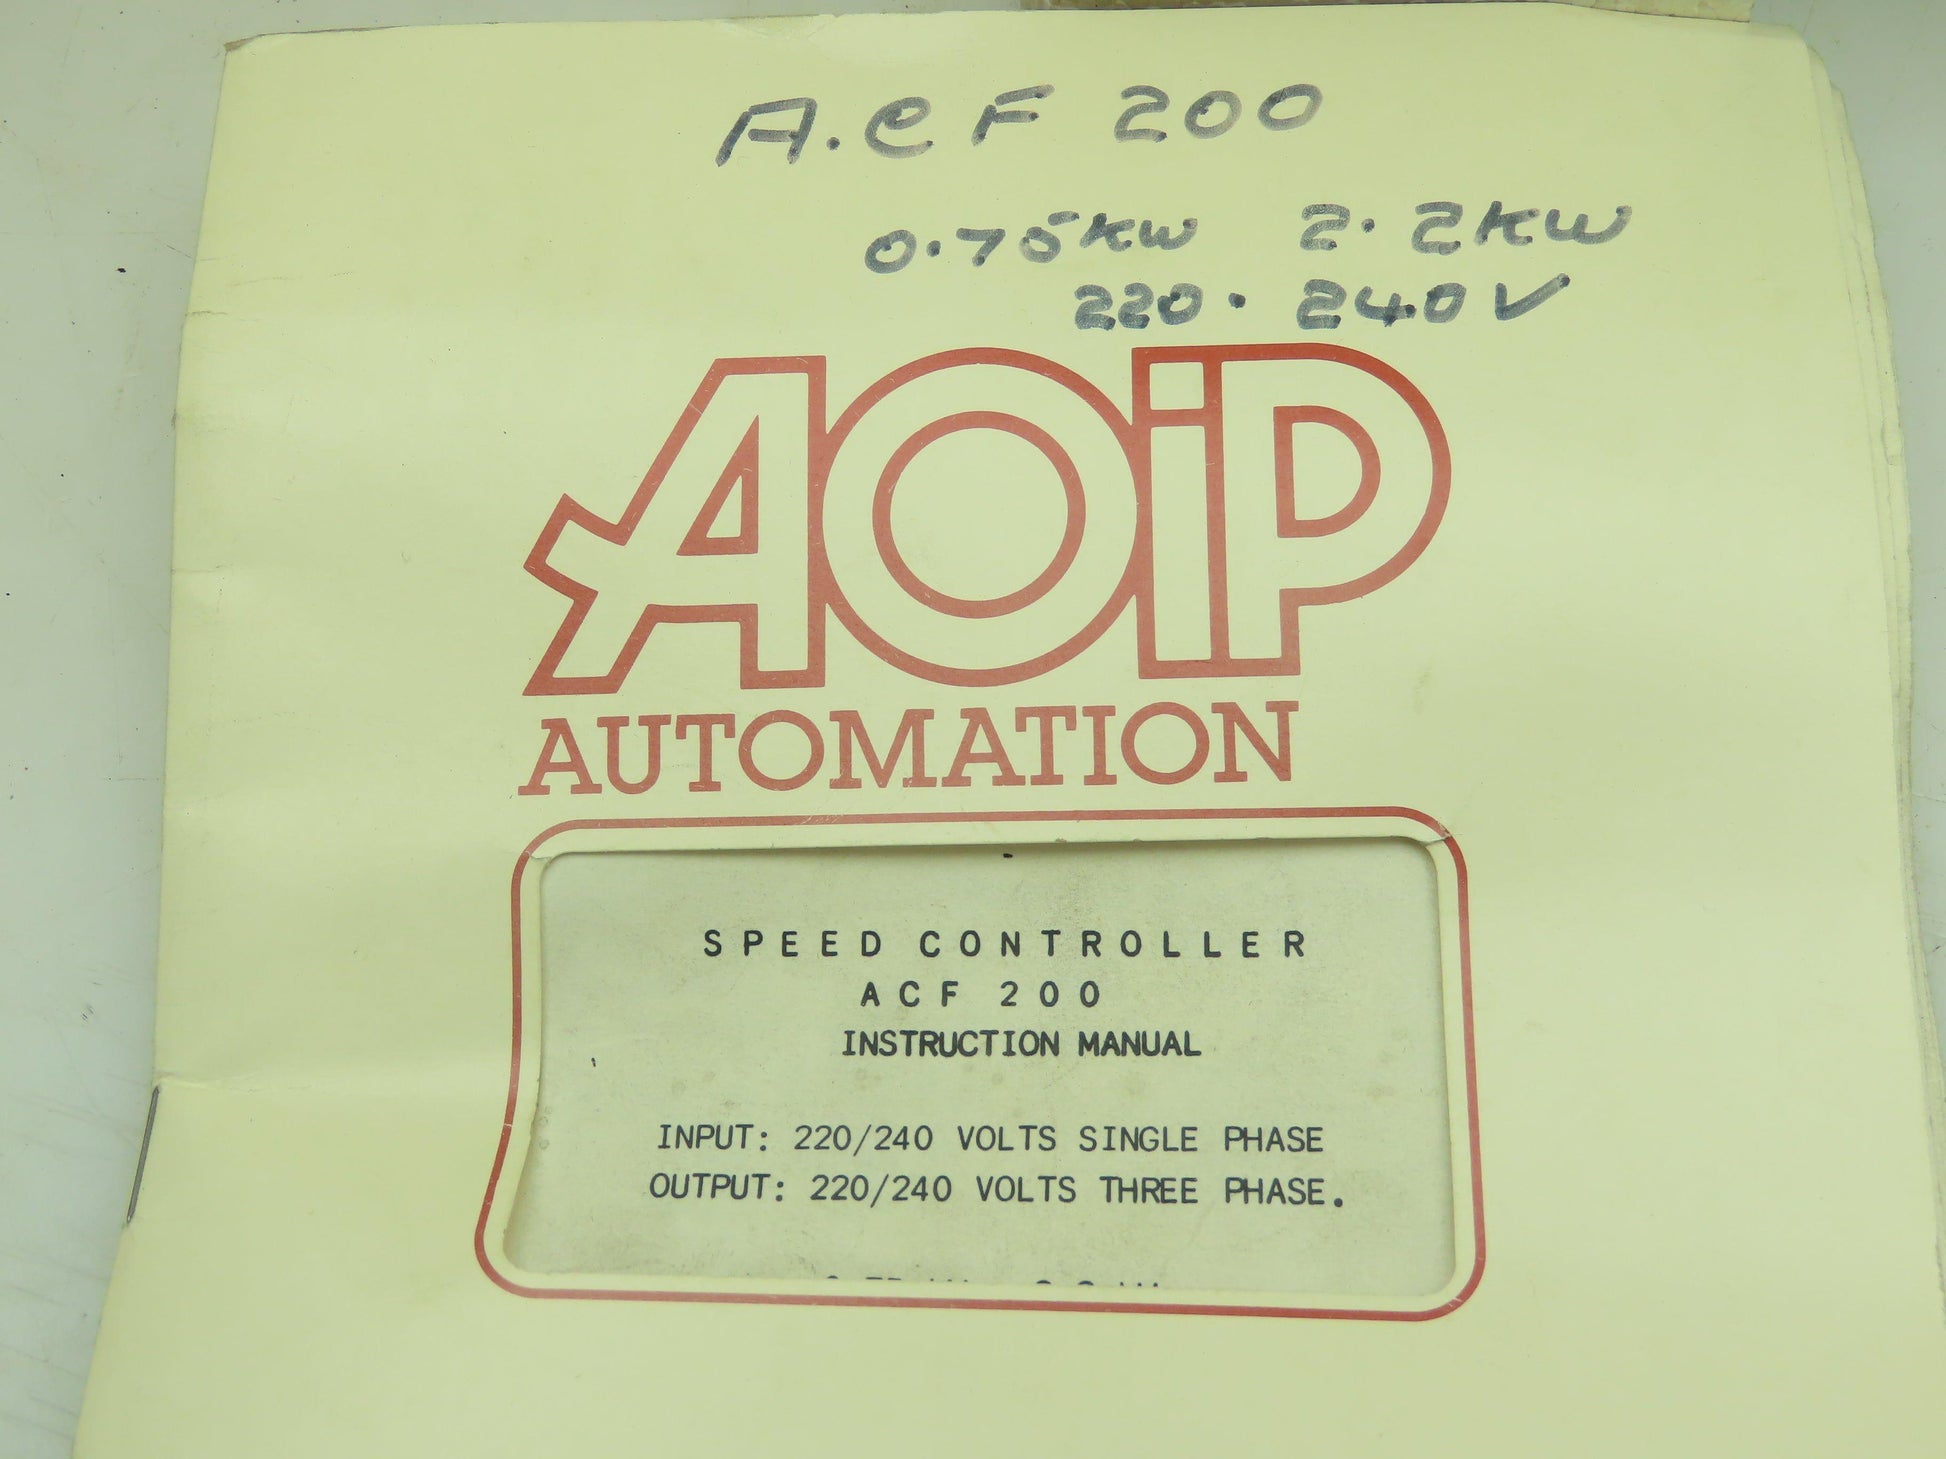 A.C F 200
0.75KW 2.2KW
220. 240V
AOiP
AUTOMATION
SPEED CONTROLLER
ACF 200
INSTRUCTION MANUAL
INPUT: 220/240 VOLTS SINGLE PHASE
OUTPUT: 220/240 VOLTS THREE PHASE.